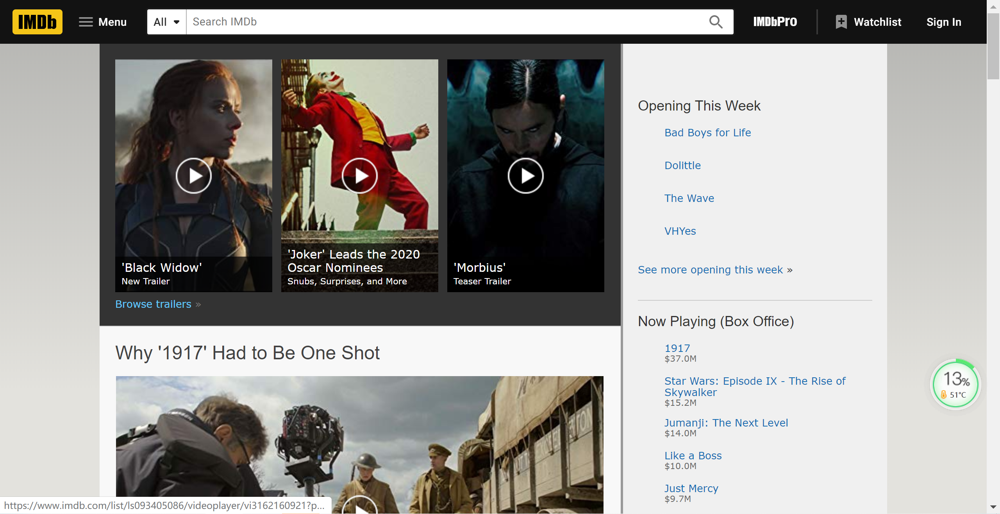 IMDb
Menu
All
Search IMDb
IMDbPro
Watchlist
Sign In
'Black Widow'
New Trailer
'Joker' Leads the 2020
Oscar Nominees
Snubs, Surprises, and More
'Morbius'
Teaser Trailer
Browse trailers »
Why '1917' Had to Be One Shot
Opening This Week
Bad Boys for Life
Dolittle
The Wave
VHYes
See more opening this week »
Now Playing (Box Office)
1917
$37.0M
Star Wars: Episode IX - The Rise of
Skywalker
$15.2M
Jumanji: The Next Level
$14.0M
Like a Boss
$10.0M
Just Mercy
$9.7M
13%
51°C
https://www.imdb.com/list/ls093405086/videoplayer/vi3162160921?p...